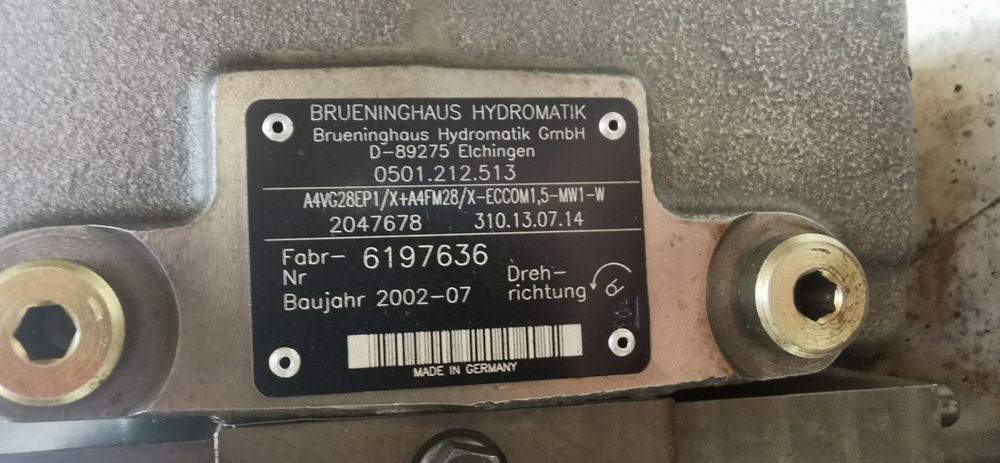 BRUENINGHAUS HYDROMATIK
Brueninghaus Hydromatik GmbH
D-89275 Elchingen
0501.212.513
A4VG28EP1/X+A4FM28/X-ECCOM1,5-MW1-W
2047678 310.13.07.14
Fabr-Nr 6197636
Baujahr 2002-07
Dreh-richtung
MADE IN GERMANY